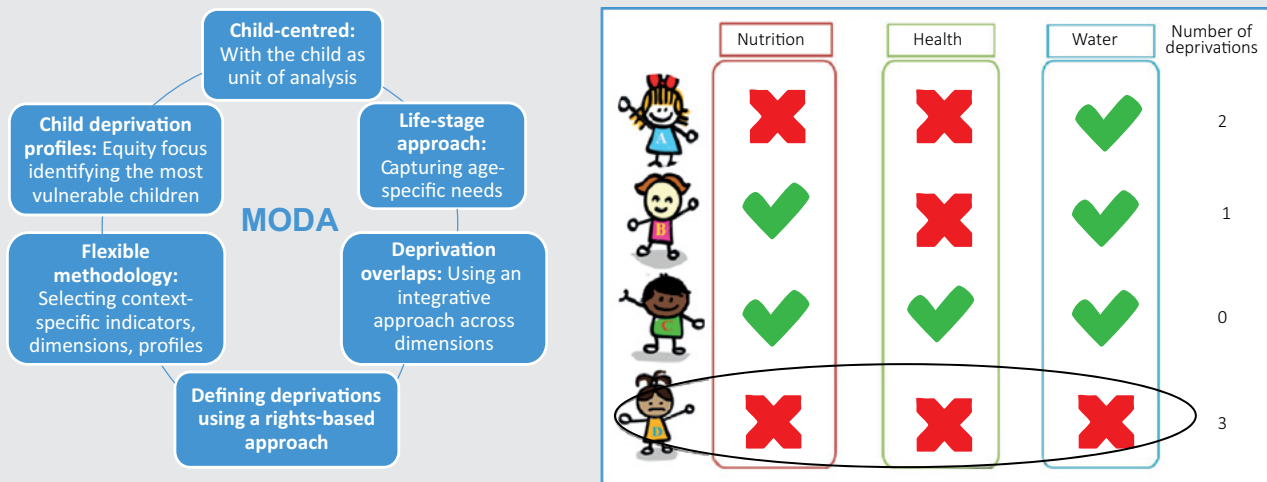 Child-centred:
With the child as
unit of analysis
Life-stage
approach:
Capturing age-
specific needs
Deprivation
overlaps: Using an
integrative
approach across
dimensions
Defining deprivations
using a rights-based
approach
Flexible
methodology:
Selecting context-
specific indicators,
dimensions, profiles
Child deprivation
profiles: Equity focus
identifying the most
vulnerable children
MODA
Nutrition
Health
Water
Number of
deprivations
A
2
B
1
C
0
D
3